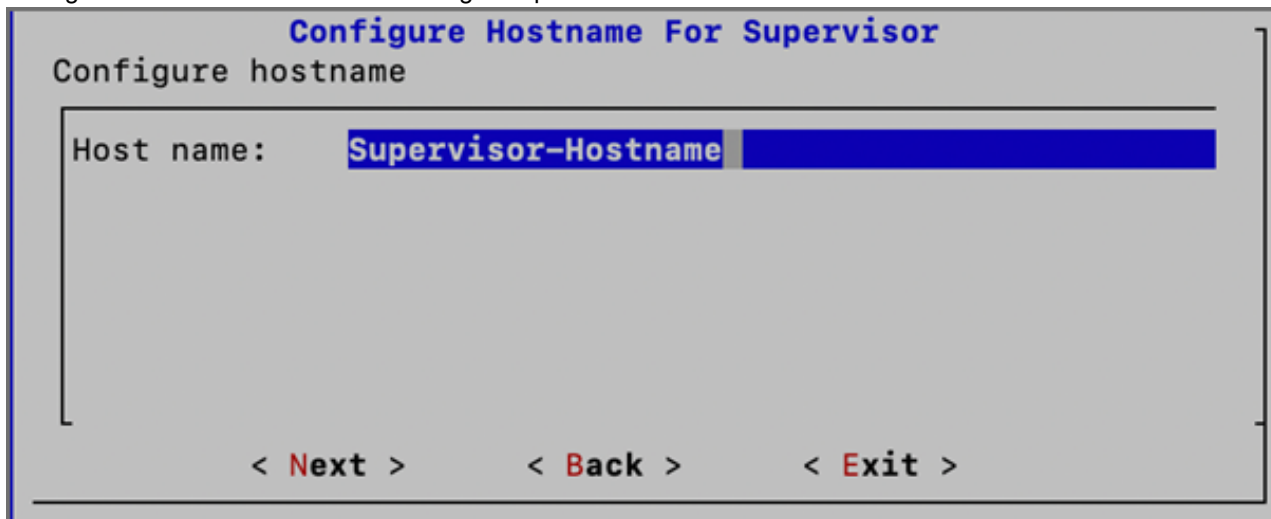 Configure Hostname For Supervisor
Configure hostname
Host name: Supervisor-Hostname
< Next > < Back > < Exit >